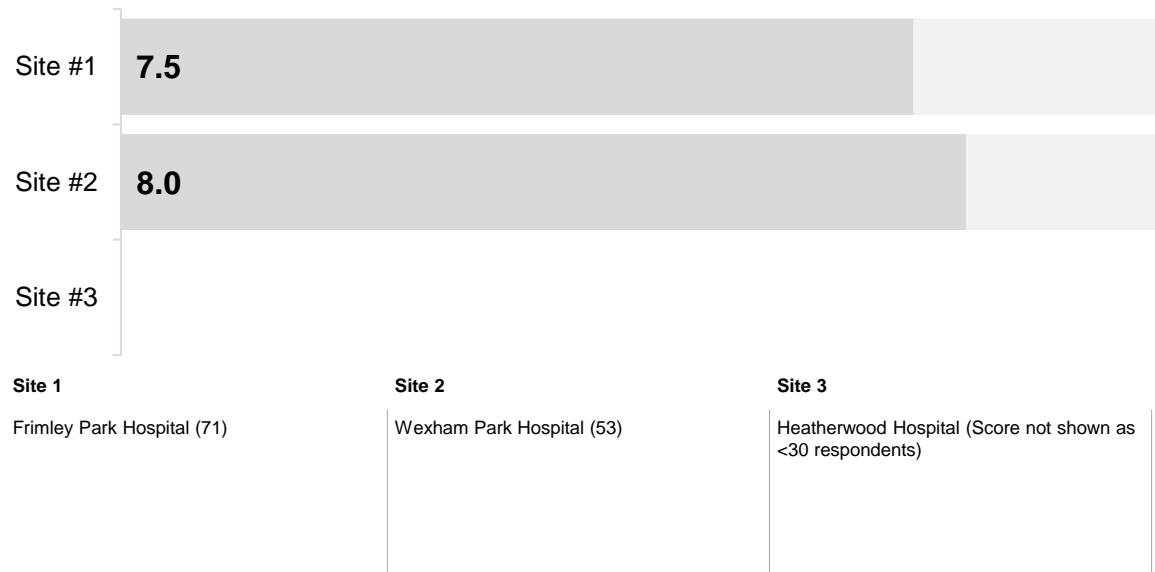 Site #1
7.5
Site #2
8.0
Site #3
Site 1
Frimley Park Hospital (71)
Site 2
Wexham Park Hospital (53)
Site 3
Heatherwood Hospital (Score not shown as
<30 respondents)